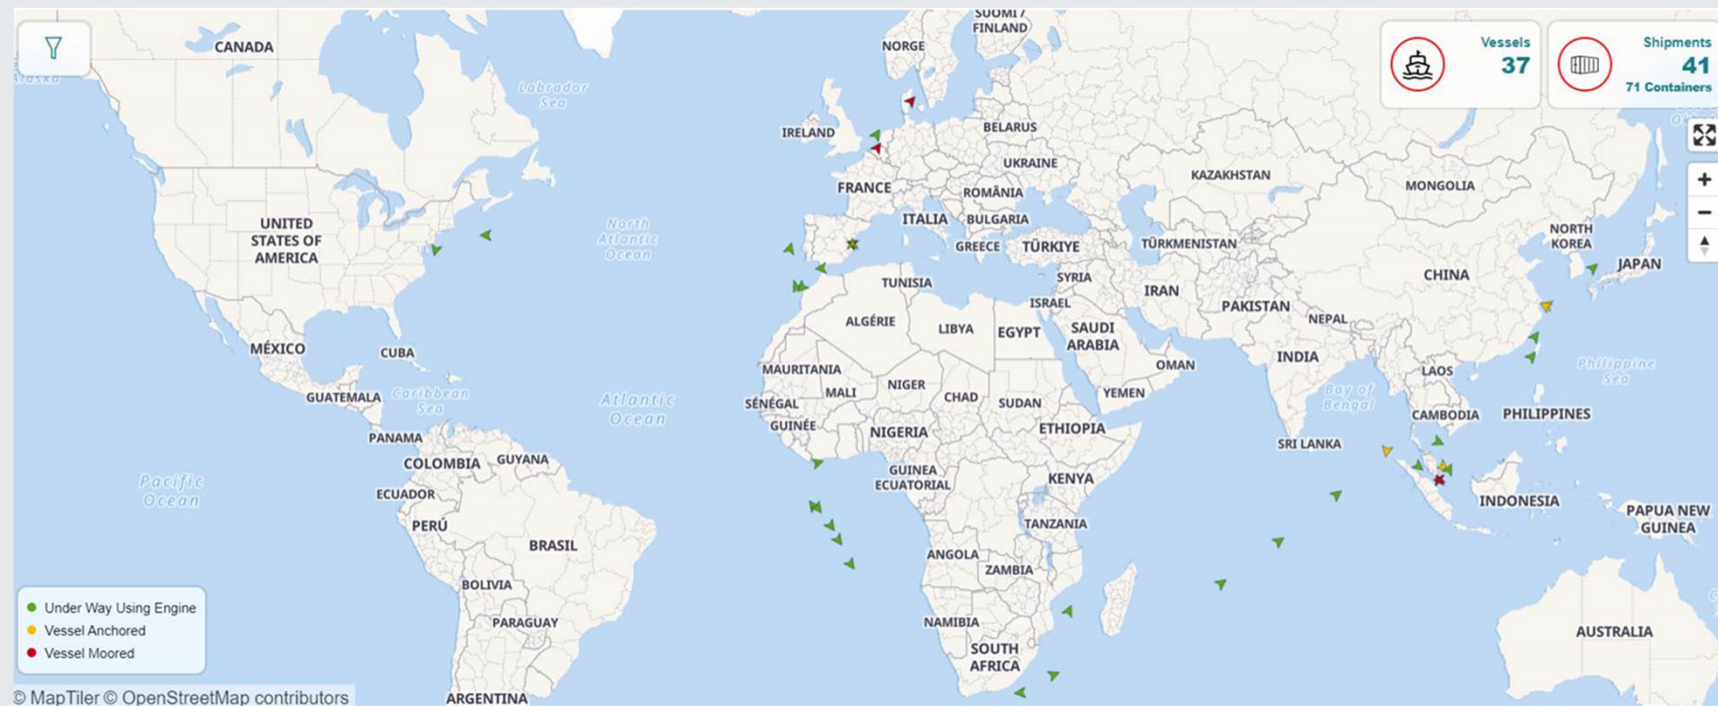 SUOMI /
FINLAND
NORGE
CANADA
Vessels
37
Shipments
41
71 Containers
Alaska
Labrador
Sea
IRELAND
BELARUS
UKRAINE
KAZAKHSTAN
MONGOLIA
FRANCE
ROMÂNIA
ITALIA
BULGARIA
UNITED
STATES OF
AMERICA
North
Atlantic
Ocean
GREECE
TÜRKIYE
TÜRKMENISTAN
NORTH
KOREA
JAPAN
SYRIA
CHINA
TUNISIA
IRAN
ISRAEL
PAKISTAN
NEPAL
ALGÉRIE
LIBYA
EGYPT
SAUDI
ARABIA
MÉXICO
CUBA
INDIA
OMAN
LAOS
Philippine
Sea
MAURITANIA
MALI
NIGER
CHAD
SUDAN
YEMEN
Bay of
Bengal
GUATEMALA
Caribbean
Sea
Atlantic
Ocean
SÉNÉGAL
GUINÉE
NIGERIA
ETHIOPIA
CAMBODIA
PHILIPPINES
PANAMA
SRI LANKA
COLOMBIA
GUYANA
GUINEA
ECUATORIAL
KENYA
Pacific
Ocean
ECUADOR
INDONESIA
PERÚ
TANZANIA
PAPUA NEW
GUINEA
BRASIL
ANGOLA
ZAMBIA
BOLIVIA
Under Way Using Engine
Vessel Anchored
Vessel Moored
PARAGUAY
NAMIBIA
AUSTRALIA
SOUTH
AFRICA
ARGENTINA
© MapTiler © OpenStreetMap contributors